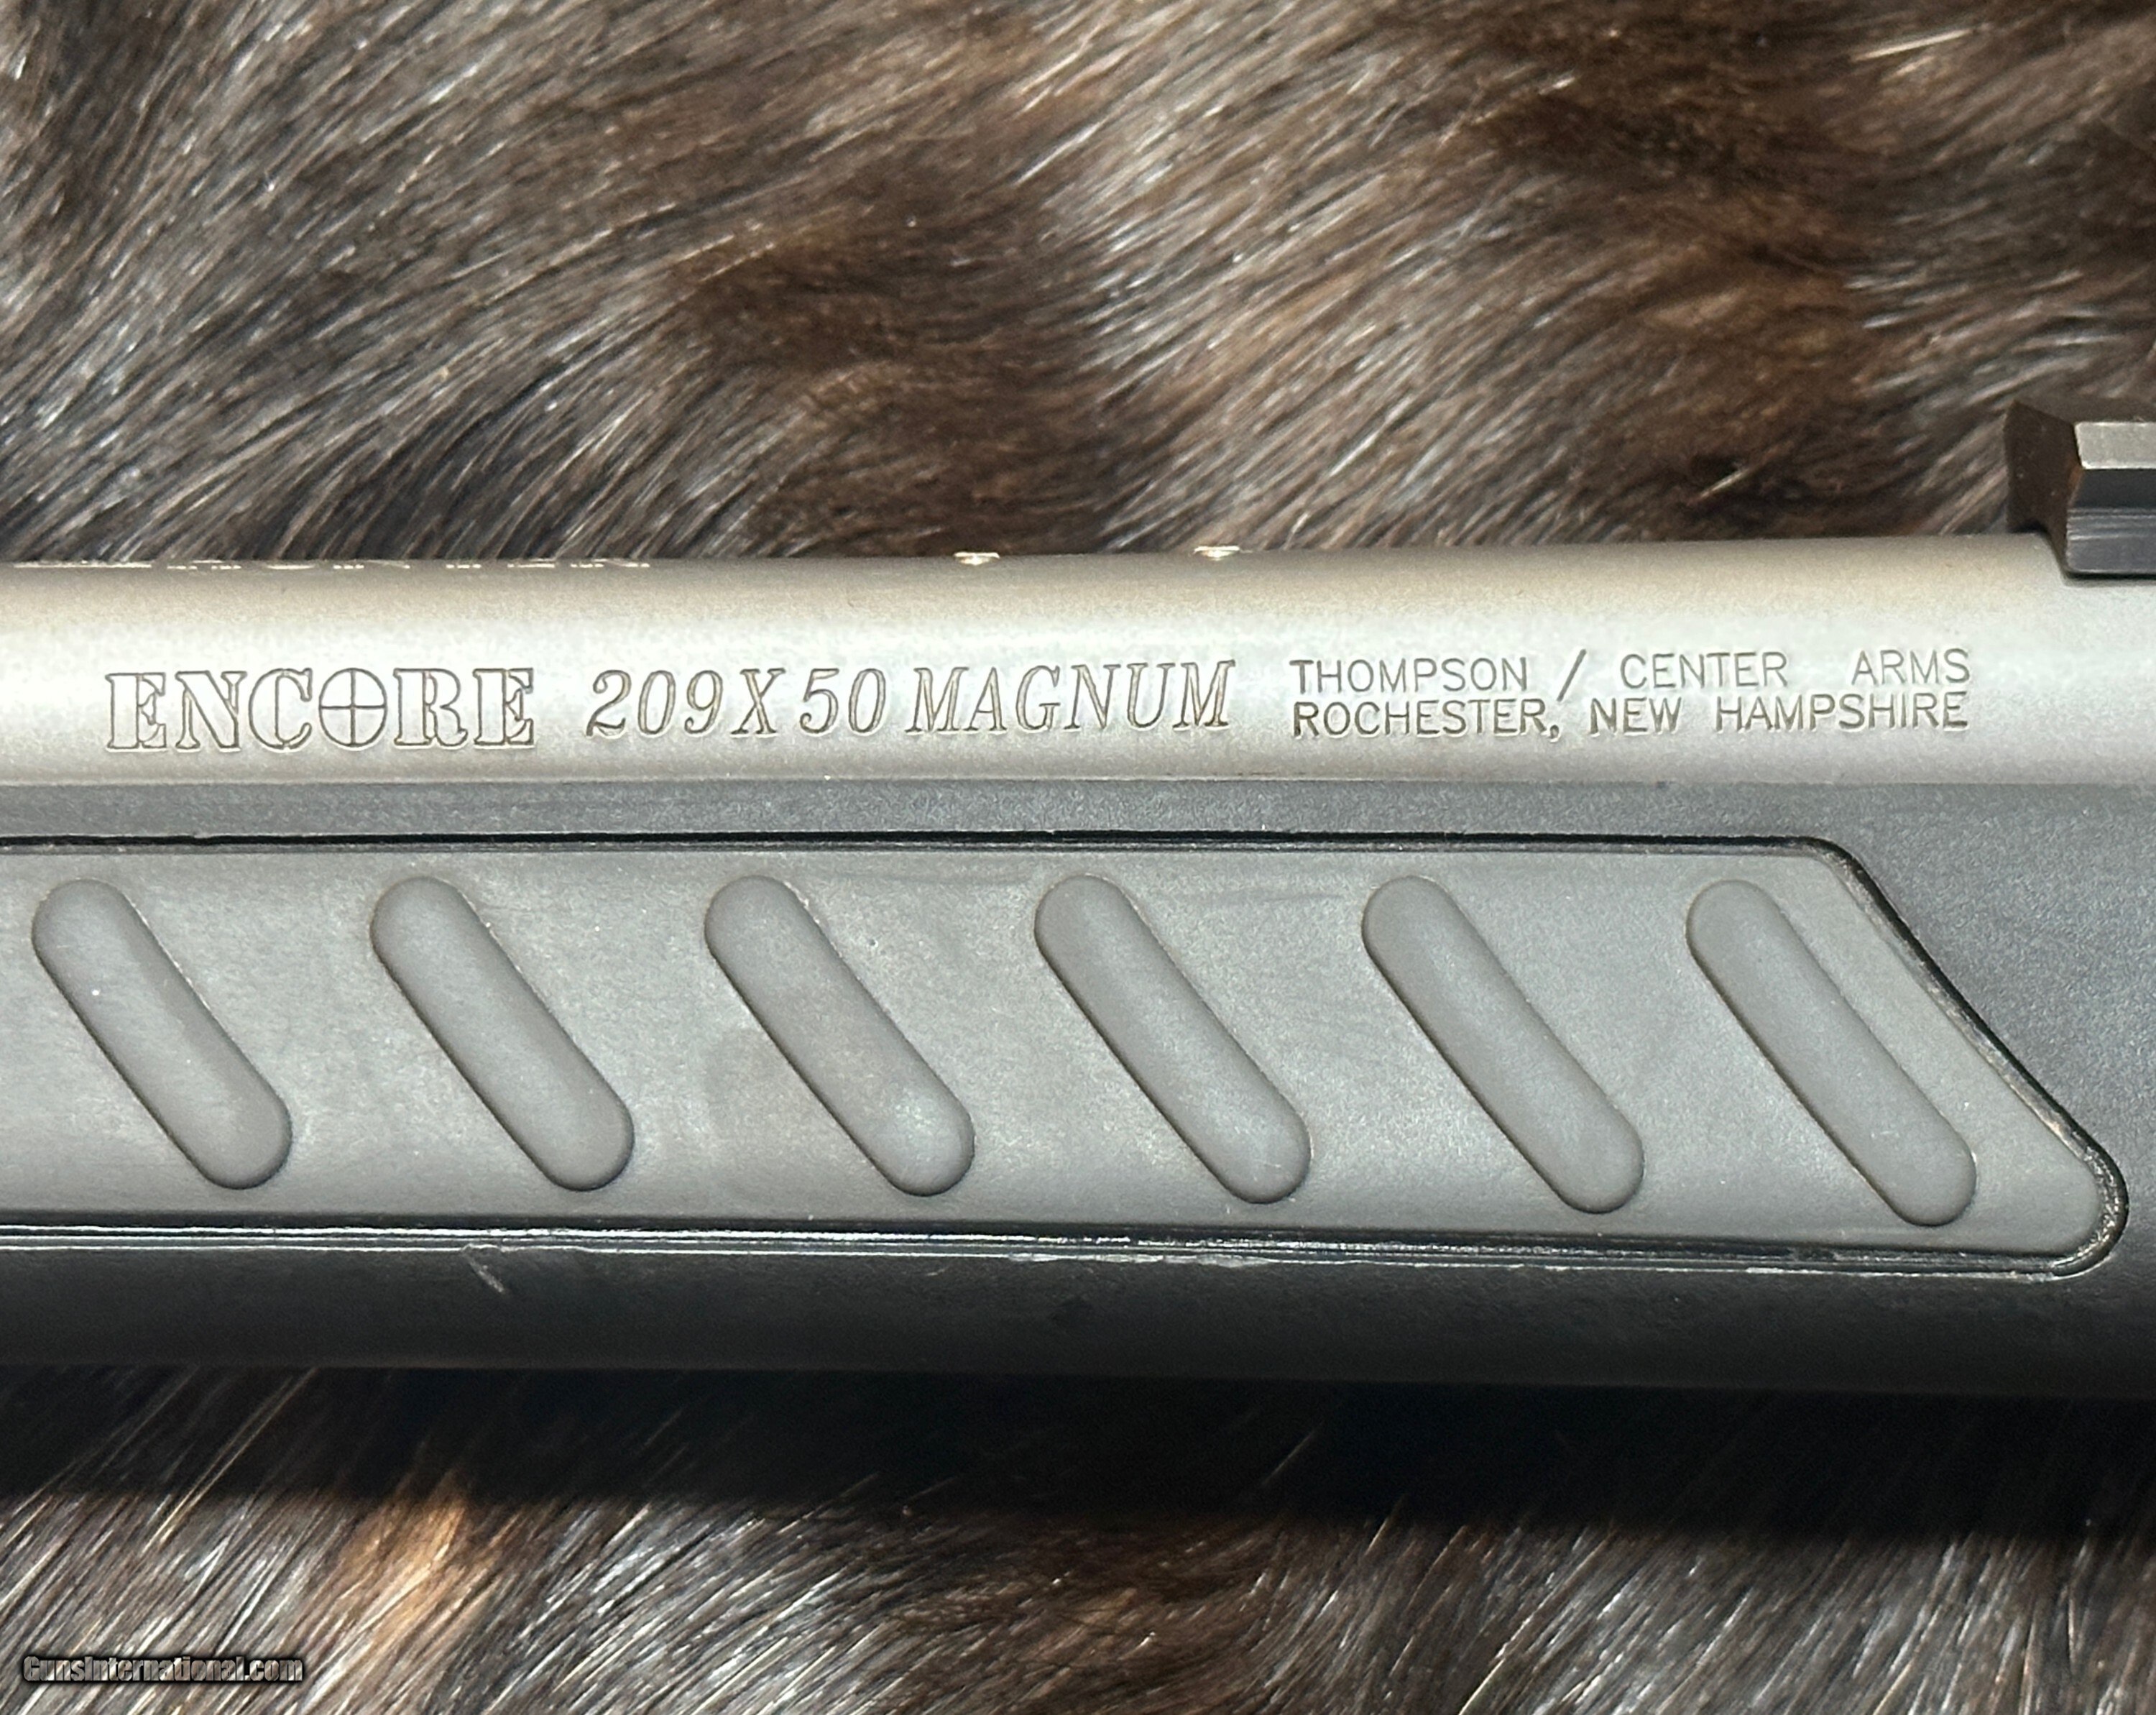 ENCORE 209X50 MAGNUM THOMPSON / CENTER ARMS
ROCHESTER, NEW HAMPSHIRE
GunsInternational.com